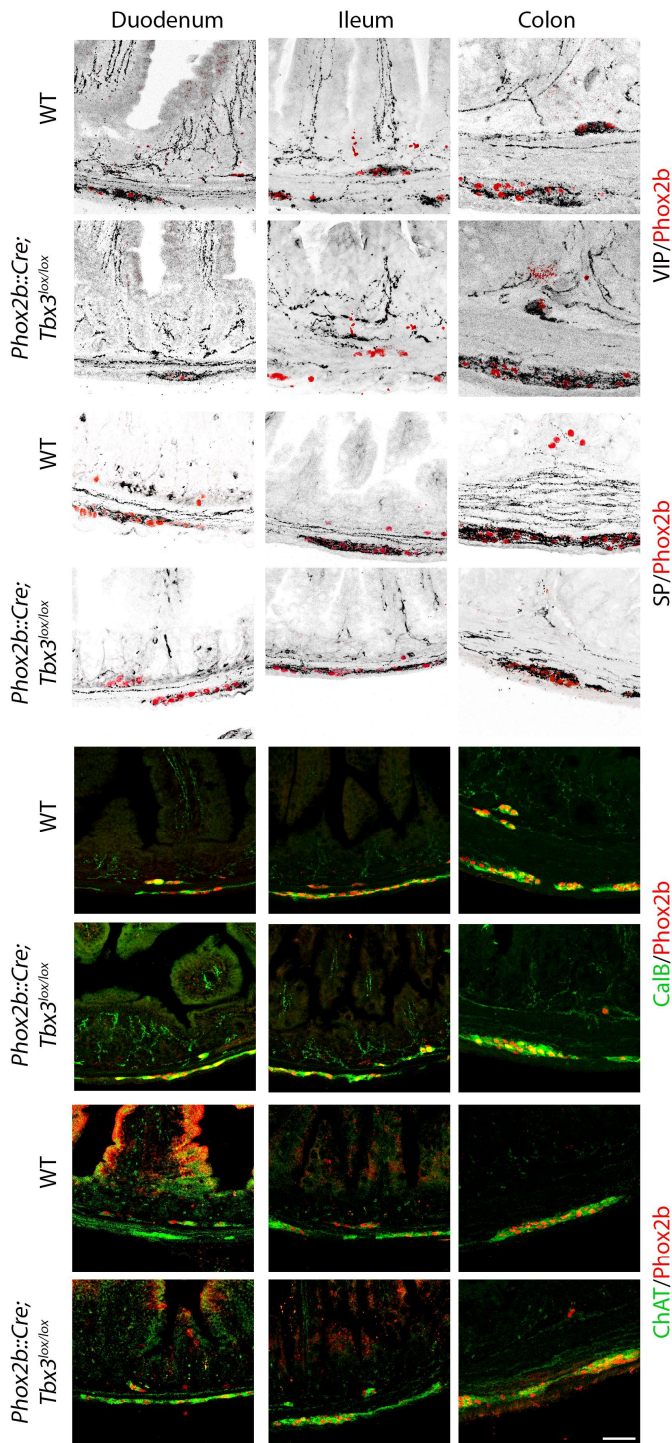 Duodenum Ileum Colon
WT
Phox2b::Cre;
Tbx3lox/lox
VIP/Phox2b
WT
Phox2b::Cre;
Tbx3lox/lox
SP/Phox2b
WT
Phox2b::Cre;
Tbx3lox/lox
CalB/Phox2b
WT
Phox2b::Cre;
Tbx3lox/lox
ChAT/Phox2b